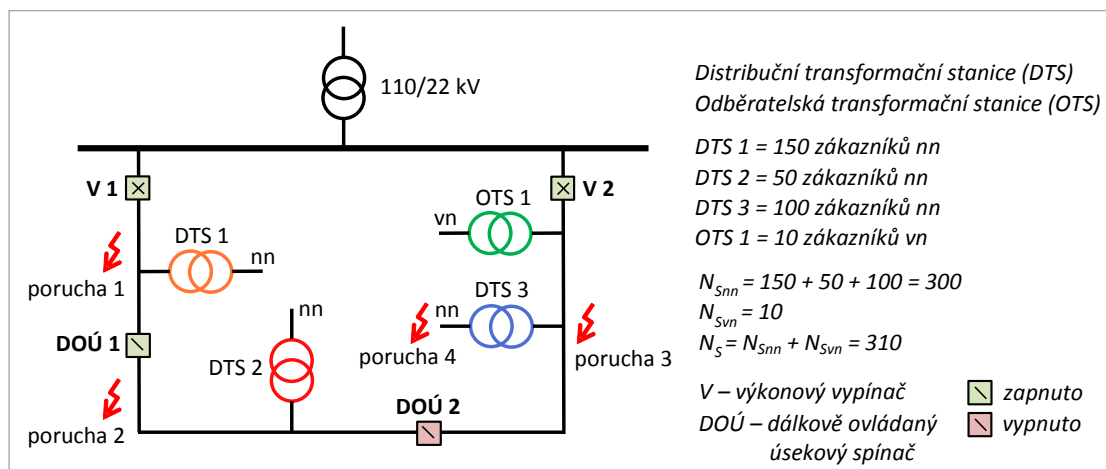 110/22 kV
V 1
V 2
OTS 1
vn
DTS 1
nn
porucha 1
DTS 3
nn
nn
porucha 4
porucha 3
DOÚ 1
DTS 2
DOÚ 2
porucha 2
Distribuční transformační stanice (DTS)
Odběratelská transformační stanice (OTS)
DTS 1 = 150 zákazníků nn
DTS 2 = 50 zákazníků nn
DTS 3 = 100 zákazníků nn
OTS 1 = 10 zákazníků vn
N_Snn = 150 + 50 + 100 = 300
N_Svn = 10
N_S = N_Snn + N_Svn = 310
V – výkonový vypínač
zapnuto
DOÚ – dálkově ovládaný
úsekový spínač
vypnuto